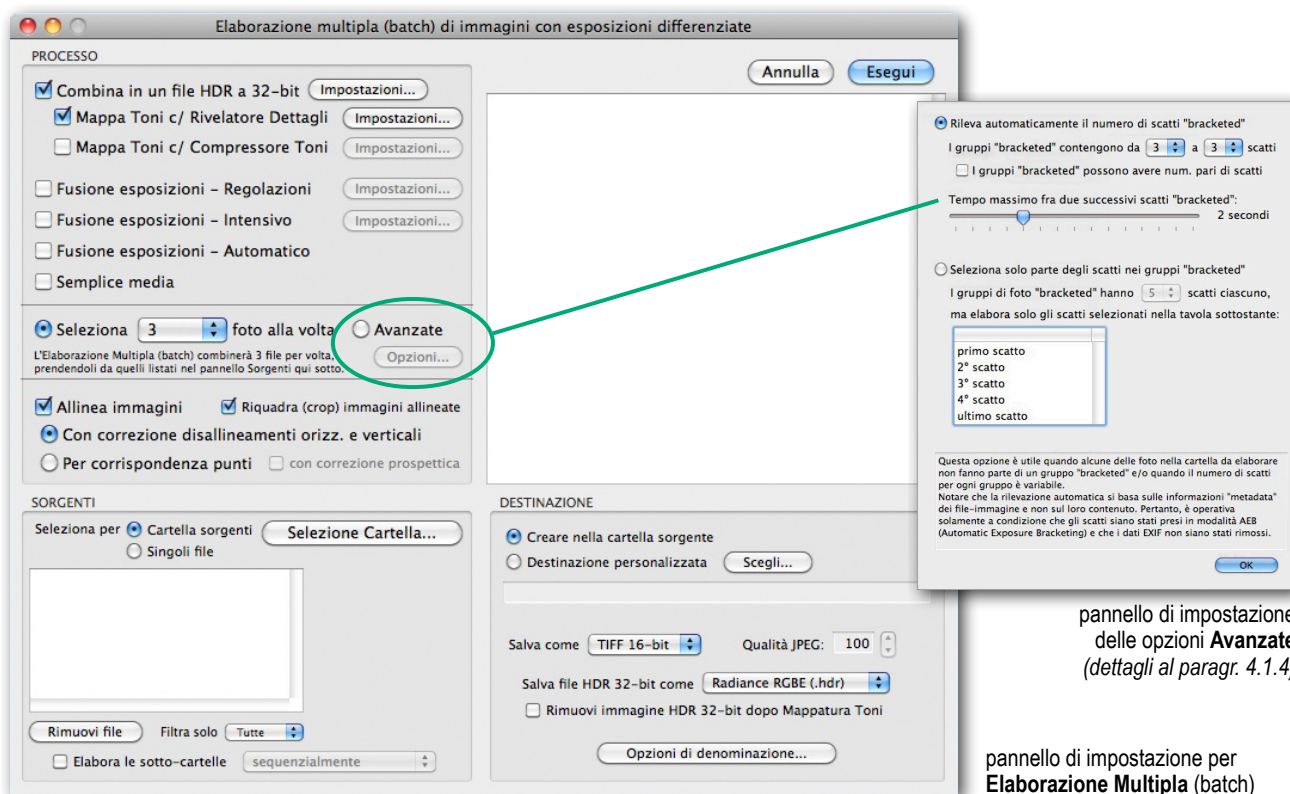 Elaborazione multipla (batch) di immagini con esposizioni differenziate
PROCESSO
Annulla
Esegui
Combina in un file HDR a 32-bit
Impostazioni...
Mappa Toni c/ Rivelatore Dettagli
Impostazioni...
Mappa Toni c/ Compressore Toni
Impostazioni...
Fusione esposizioni – Regolazioni
Impostazioni...
Fusione esposizioni – Intensivo
Impostazioni...
Fusione esposizioni – Automatico
Semplice media
Seleziona 3 foto alla volta
Avanzate
L'Elaborazione Multipla (batch) combinerà 3 file per volta,
prendendoli da quelli listati nel pannello Sorgenti qui sotto.
Opzioni...
Allinea immagini
Riquadra (crop) immagini allineate
Con correzione disallineamenti orizz. e verticali
Per corrispondenza punti
con correzione prospettica
SORGENTI
Seleziona per
Cartella sorgenti
Selezione Cartella...
Singoli file
Rimuovi file
Filtra solo Tutte
Elabora le sotto-cartelle
sequenzialmente
DESTINAZIONE
Creare nella cartella sorgente
Destinazione personalizzata
Scegli...
Salva come TIFF 16-bit
Qualità JPEG: 100
Salva file HDR 32-bit come Radiance RGBE (.hdr)
Rimuovi immagine HDR 32-bit dopo Mappatura Toni
Opzioni di denominazione...
Rileva automaticamente il numero di scatti "bracketed"
I gruppi "bracketed" contengono da 3 a 3 scatti
I gruppi "bracketed" possono avere num. pari di scatti
Tempo massimo fra due successivi scatti "bracketed":
2 secondi
Seleziona solo parte degli scatti nei gruppi "bracketed"
I gruppi di foto "bracketed" hanno 5 scatti ciascuno,
ma elabora solo gli scatti selezionati nella tavola sottostante:
primo scatto
2° scatto
3° scatto
4° scatto
ultimo scatto
Questa opzione è utile quando alcune delle foto nella cartella da elaborare
non fanno parte di un gruppo "bracketed" e/o quando il numero di scatti
per ogni gruppo è variabile.
Notare che la rilevazione automatica si basa sulle informazioni "metadata"
dei file-immagine e non sul loro contenuto. Pertanto, è operativa
solamente a condizione che gli scatti siano stati presi in modalità AEB
(Automatic Exposure Bracketing) e che i dati EXIF non siano stati rimossi.
OK
pannello di impostazione
delle opzioni Avanzate
(dettagli al paragr. 4.1.4)
pannello di impostazione per
Elaborazione Multipla (batch)